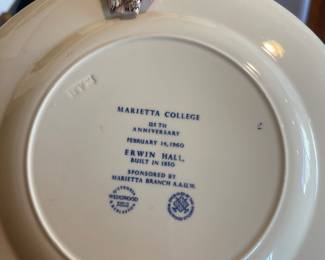 MARIETTA COLLEGE
125TH
ANNIVERSARY
FEBRUARY 14, 1960
ERWIN HALL,
BUILT IN 1850
SPONSORED BY
MARIETTA BRANCH A.A.U.W.
WEDGWOOD